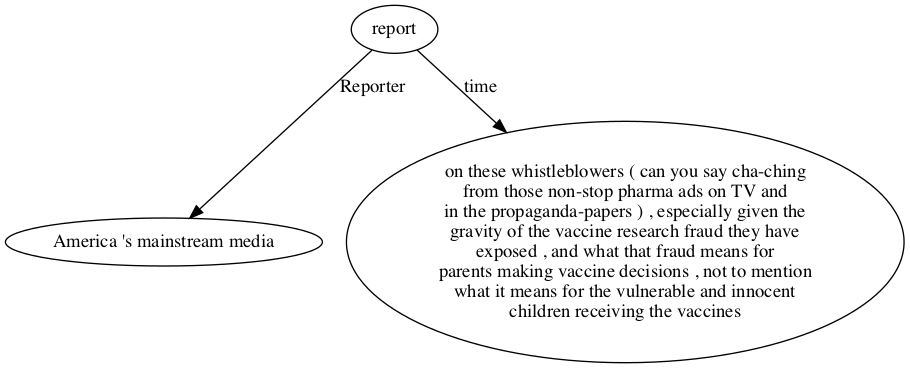 report
Reporter
time
on these whistleblowers ( can you say cha-ching
from those non-stop pharma ads on TV and
in the propaganda-papers ) , especially given the
gravity of the vaccine research fraud they have
exposed , and what that fraud means for
parents making vaccine decisions , not to mention
what it means for the vulnerable and innocent
children receiving the vaccines
America 's mainstream media